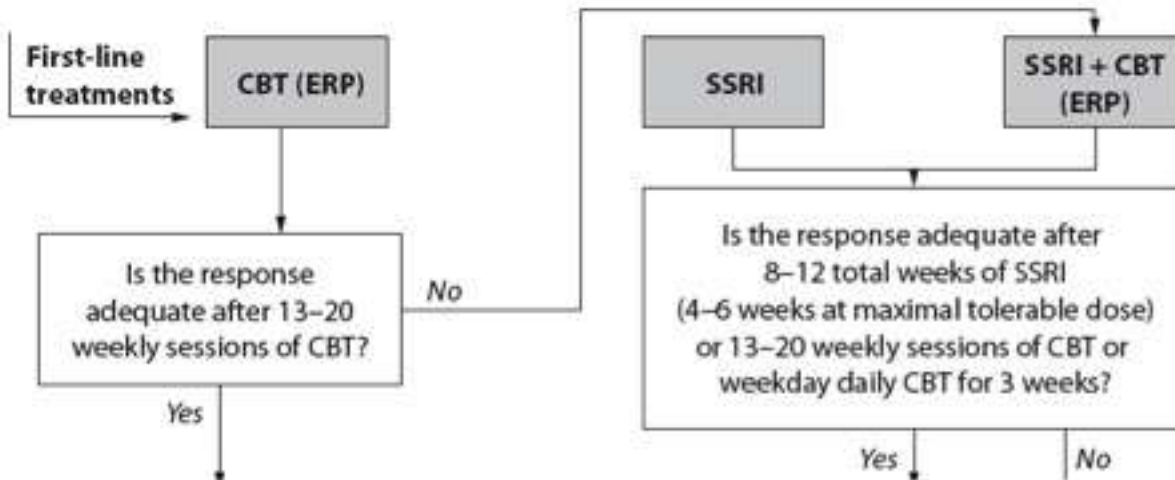 First-line
treatments
CBT (ERP)
SSRI
SSRI + CBT
(ERP)
Is the response
adequate after 13–20
weekly sessions of CBT?
No
Yes
Is the response adequate after
8–12 total weeks of SSRI
(4–6 weeks at maximal tolerable dose)
or 13–20 weekly sessions of CBT or
weekday daily CBT for 3 weeks?
Yes
No